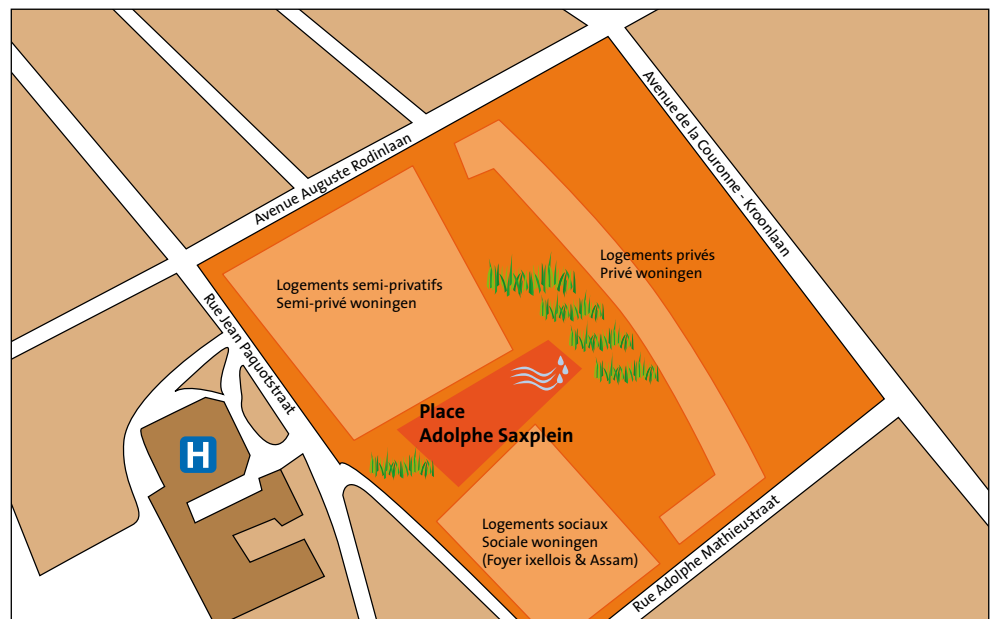 Avenue Auguste Rodinlaan
Avenue de la Couronne - Kroonlaan
Logements privés
Privé woningen
Logements semi-privatifs
Semi-privé woningen
Rue Jean Paquotstraat
Place
Adolphe Saxplein
H
Logements sociaux
Sociale woningen
(Foyer ixellois & Assam)
Rue Adolphe Mathieustraat